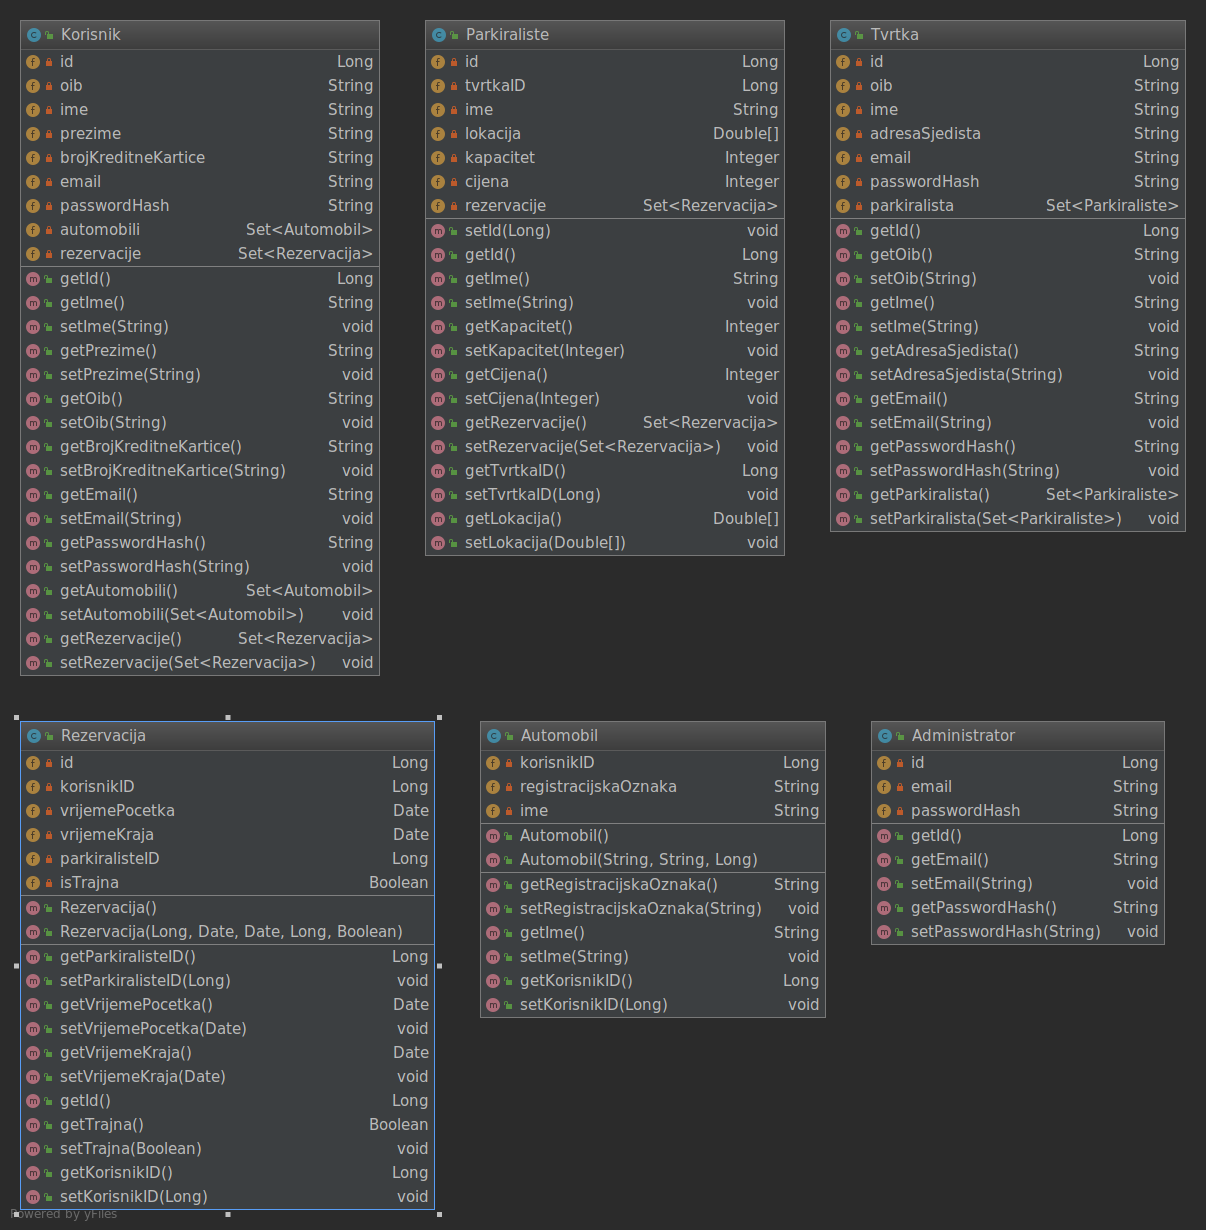 Korisnik
id Long
oib String
ime String
prezime String
brojKreditneKartice String
email String
passwordHash String
automobili Set<Automobil>
rezervacije Set<Rezervacija>
getId() Long
getIme() String
setIme(String) void
getPrezime() String
setPrezime(String) void
getOib() String
setOib(String) void
getBrojKreditneKartice() String
setBrojKreditneKartice(String) void
getEmail() String
setEmail(String) void
getPasswordHash() String
setPasswordHash(String) void
getAutomobili() Set<Automobil>
setAutomobili(Set<Automobil>) void
getRezervacije() Set<Rezervacija>
setRezervacije(Set<Rezervacija>) void
Parkiraliste
id Long
tvrtkaID Long
ime String
lokacija Double[]
kapacitet Integer
cijena Integer
rezervacije Set<Rezervacija>
setId(Long) void
getId() Long
getIme() String
setIme(String) void
getKapacitet() Integer
setKapacitet(Integer) void
getCijena() Integer
setCijena(Integer) void
getRezervacije() Set<Rezervacija>
setRezervacije(Set<Rezervacija>) void
getTvrtkaID() Long
setTvrtkaID(Long) void
getLokacija() Double[]
setLokacija(Double[]) void
Tvrtka
id Long
oib String
ime String
adresaSjedista String
email String
passwordHash String
parkiralista Set<Parkiraliste>
getId() Long
getOib() String
setOib(String) void
getIme() String
setIme(String) void
getAdresaSjedista() String
setAdresaSjedista(String) void
getEmail() String
setEmail(String) void
getPasswordHash() String
setPasswordHash(String) void
getParkiralista() Set<Parkiraliste>
setParkiralista(Set<Parkiraliste>) void
Rezervacija
id Long
korisnikID Long
vrijemePocetka Date
vrijemeKraja Date
parkiralisteID Long
isTrajna Boolean
Rezervacija()
Rezervacija(Long, Date, Date, Long, Boolean)
getParkiralisteID() Long
setParkiralisteID(Long) void
getVrijemePocetka() Date
setVrijemePocetka(Date) void
getVrijemeKraja() Date
setVrijemeKraja(Date) void
getId() Long
getTrajna() Boolean
setTrajna(Boolean) void
getKorisnikID() Long
setKorisnikID(Long) void
Automobil
korisnikID Long
registracijskaOznaka String
ime String
Automobil()
Automobil(String, String, Long)
getRegistracijskaOznaka() String
setRegistracijskaOznaka(String) void
getIme() String
setIme(String) void
getKorisnikID() Long
setKorisnikID(Long) void
Administrator
id Long
email String
passwordHash String
getId() Long
getEmail() String
setEmail(String) void
getPasswordHash() String
setPasswordHash(String) void
Powered by yFiles